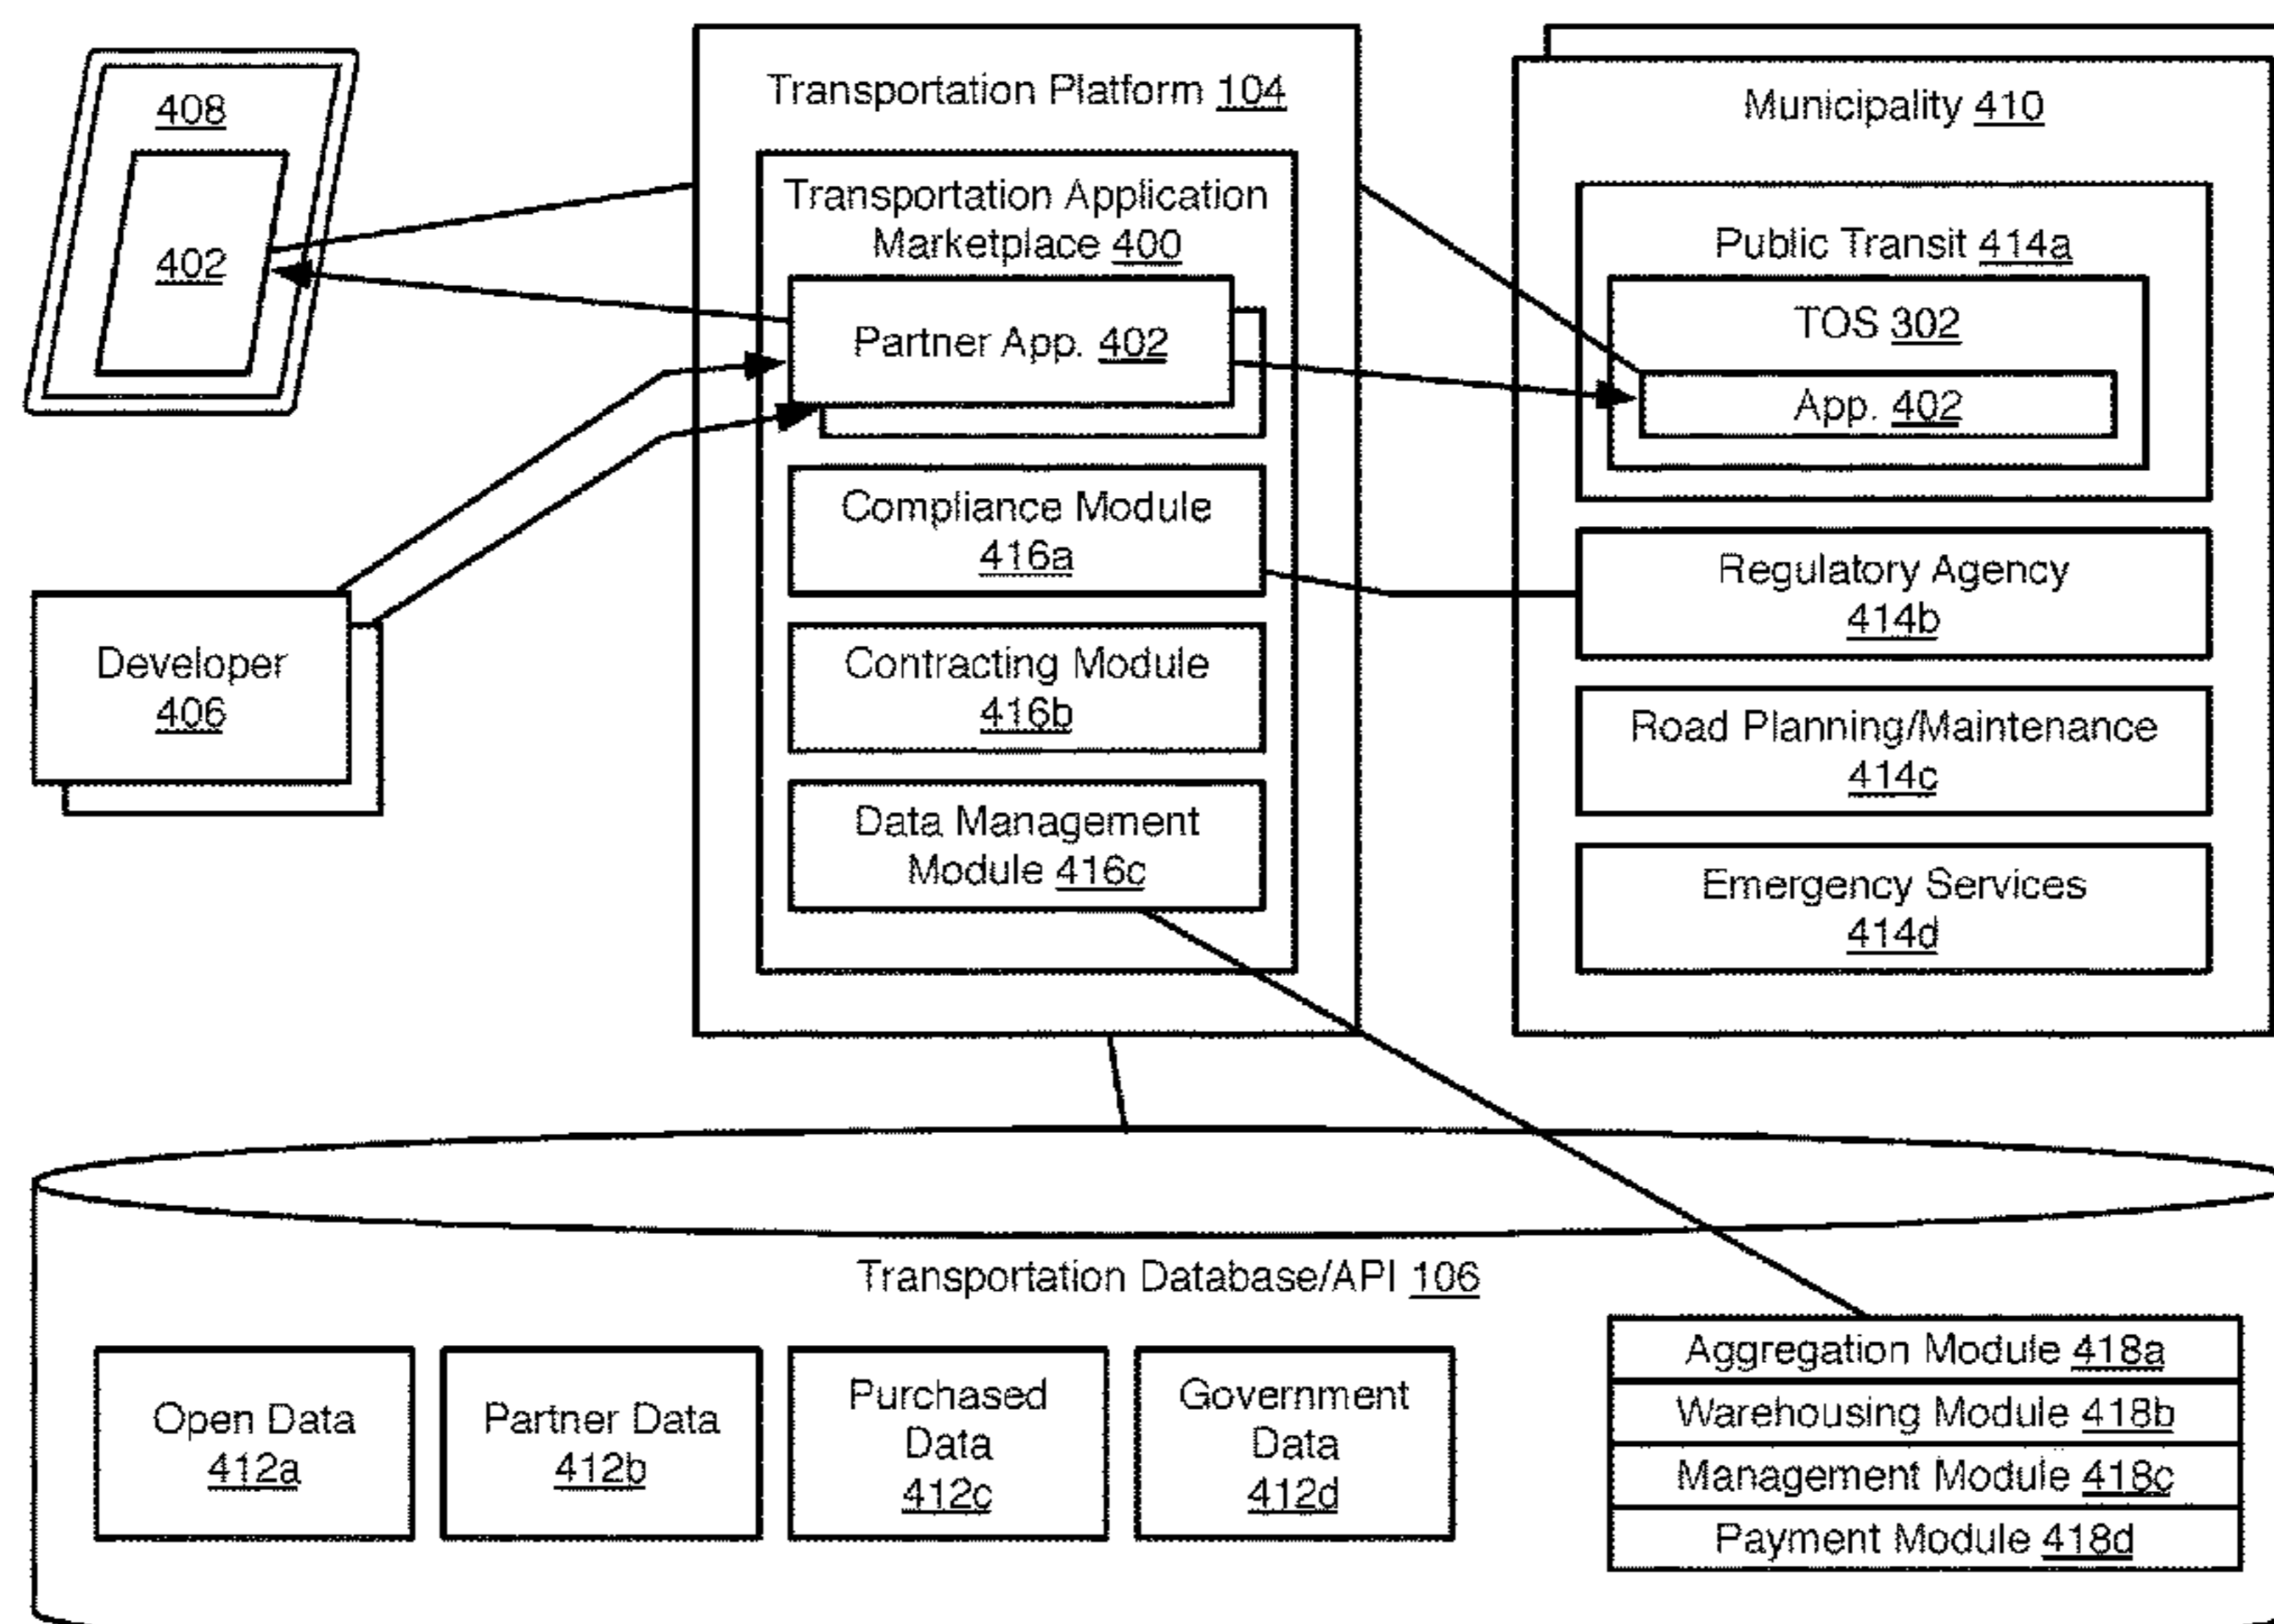 408
402
Developer
406
Transportation Platform 104
Transportation Application
Marketplace 400
Partner App. 402
Compliance Module
416a
Contracting Module
416b
Data Management
Module 416c
Municipality 410
Public Transit 414a
TOS 302
App. 402
Regulatory Agency
414b
Road Planning/Maintenance
414c
Emergency Services
414d
Transportation Database/API 106
Open Data
412a
Partner Data
412b
Purchased
Data
412c
Government
Data
412d
Aggregation Module 418a
Warehousing Module 418b
Management Module 418c
Payment Module 418d